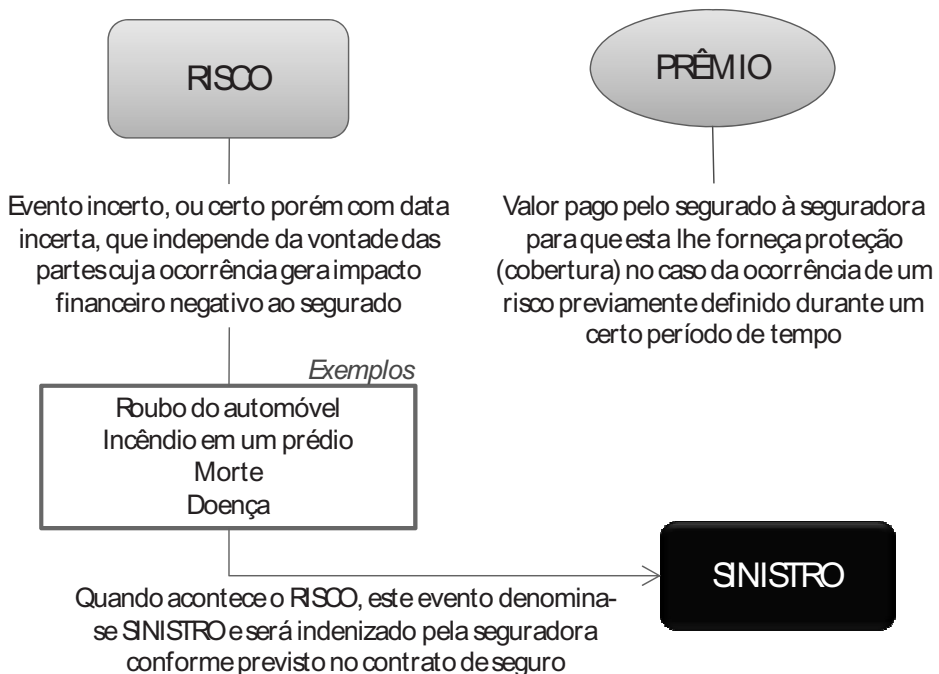 RISCO
Evento incerto, ou certo porém com data
incerta, que independe da vontade das
partes cuja ocorrência gera impacto
financeiro negativo ao segurado
Exemplos
Roubo do automóvel
Incêndio em um prédio
Morte
Doença
PRÊMIO
Valor pago pelo segurado à seguradora
para que esta lhe forneça proteção
(cobertura) no caso da ocorrência de um
risco previamente definido durante um
certo período de tempo
Quando acontece o RISCO, este evento denomina-
se SINISTRO e será indenizado pela seguradora
conforme previsto no contrato de seguro
SINISTRO